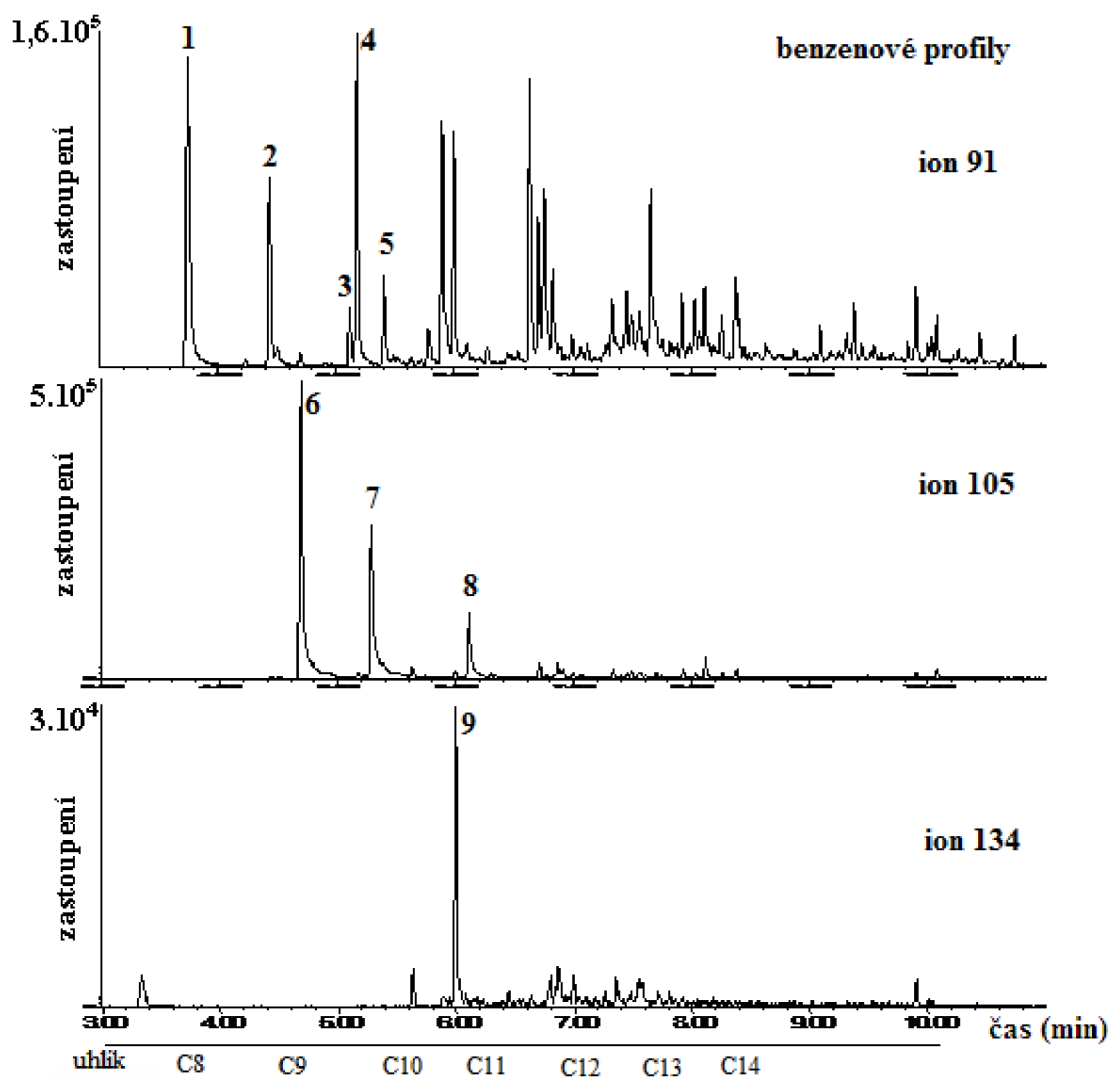 1,6.10⁵
1
4
benzenové profily
2
ion 91
5
3
zastoupení
5.10⁵
6
ion 105
7
8
zastoupení
3.10⁴
9
ion 134
zastoupení
3.00 4.00 5.00 6.00 7.00 8.00 9.00 10.00 čas (min)
uhlík C8 C9 C10 C11 C12 C13 C14